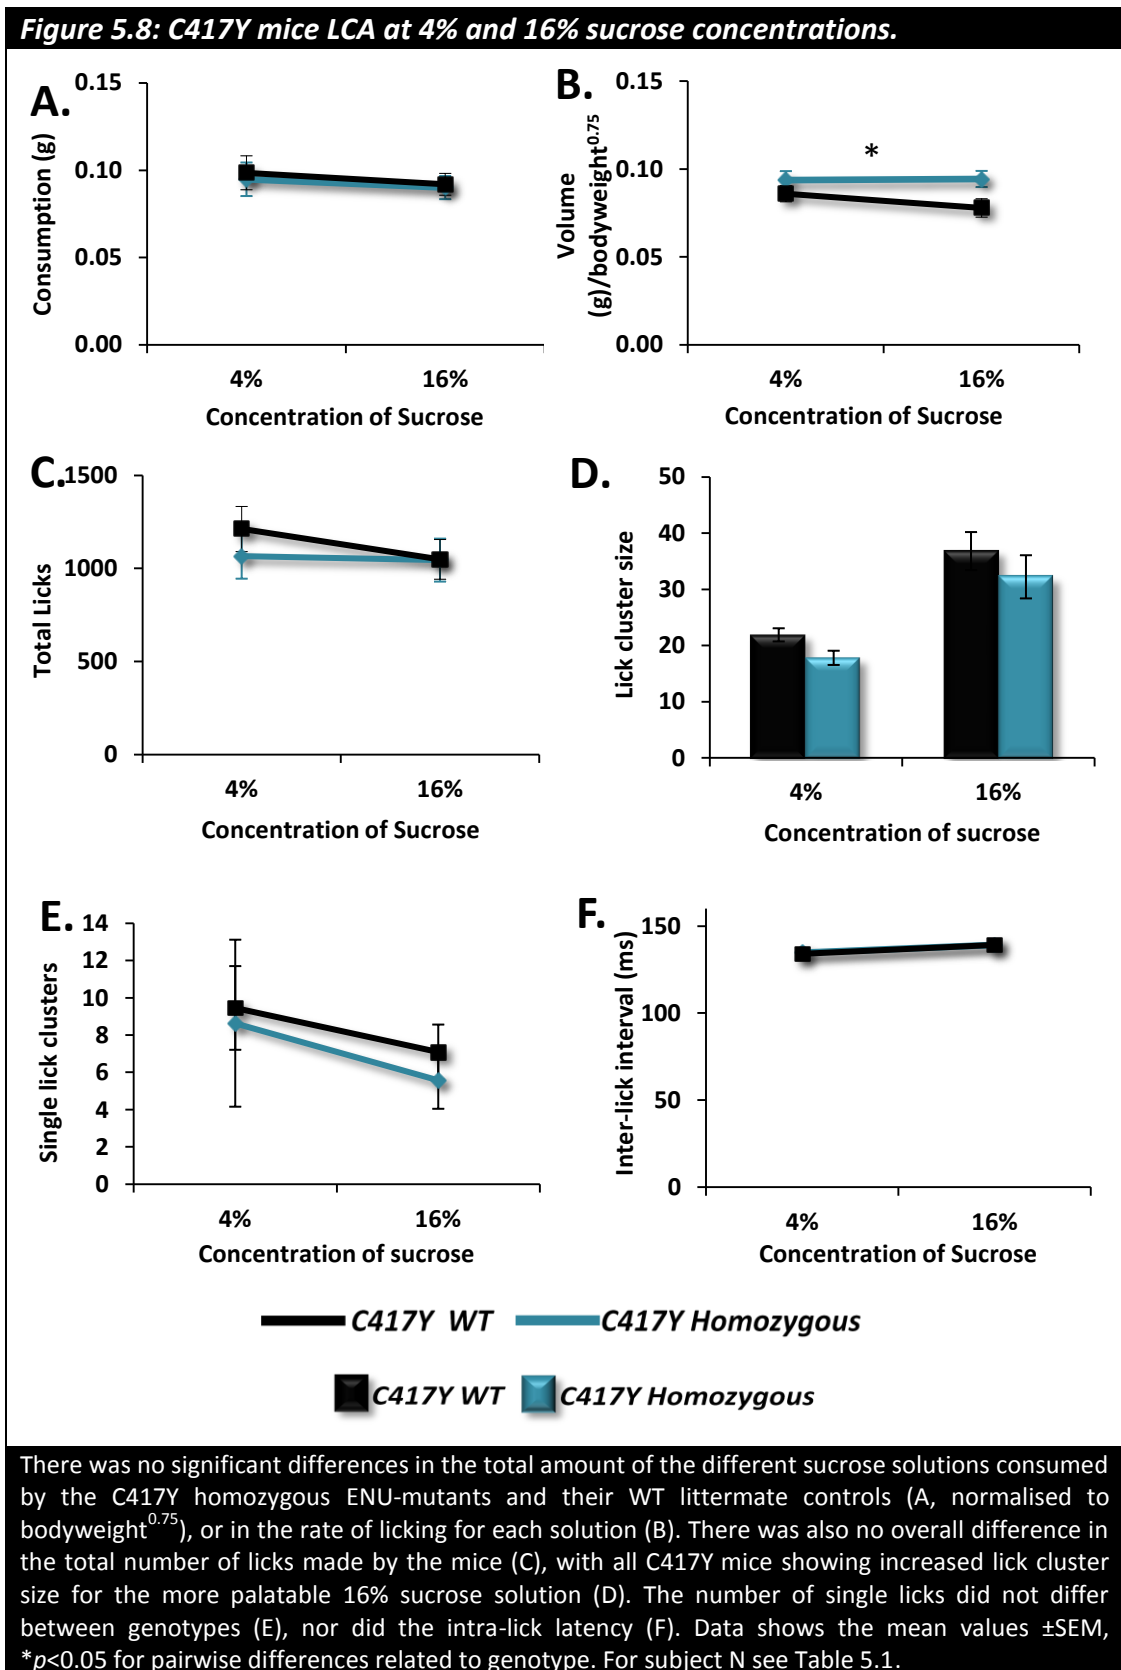 Figure 5.8: C417Y mice LCA at 4% and 16% sucrose concentrations.
A.
Consumption (g)
0.15
0.10
0.05
0.00
4% 16%
Concentration of Sucrose
B.
Volume
(g)/bodyweight0.75
0.15
0.10
0.05
0.00
*
4% 16%
Concentration of Sucrose
C.
Total Licks
1500
1000
500
0
4% 16%
Concentration of Sucrose
D.
Lick cluster size
50
40
30
20
10
0
4% 16%
Concentration of sucrose
E.
Single lick clusters
14
12
10
8
6
4
2
0
4% 16%
Concentration of sucrose
F.
Inter-lick interval (ms)
150
100
50
0
4% 16%
Concentration of Sucrose
C417Y WT C417Y Homozygous
C417Y WT C417Y Homozygous
There was no significant differences in the total amount of the different sucrose solutions consumed
by the C417Y homozygous ENU-mutants and their WT littermate controls (A, normalised to
bodyweight0.75), or in the rate of licking for each solution (B). There was also no overall difference in
the total number of licks made by the mice (C), with all C417Y mice showing increased lick cluster
size for the more palatable 16% sucrose solution (D). The number of single licks did not differ
between genotypes (E), nor did the intra-lick latency (F). Data shows the mean values ±SEM,
*p<0.05 for pairwise differences related to genotype. For subject N see Table 5.1.